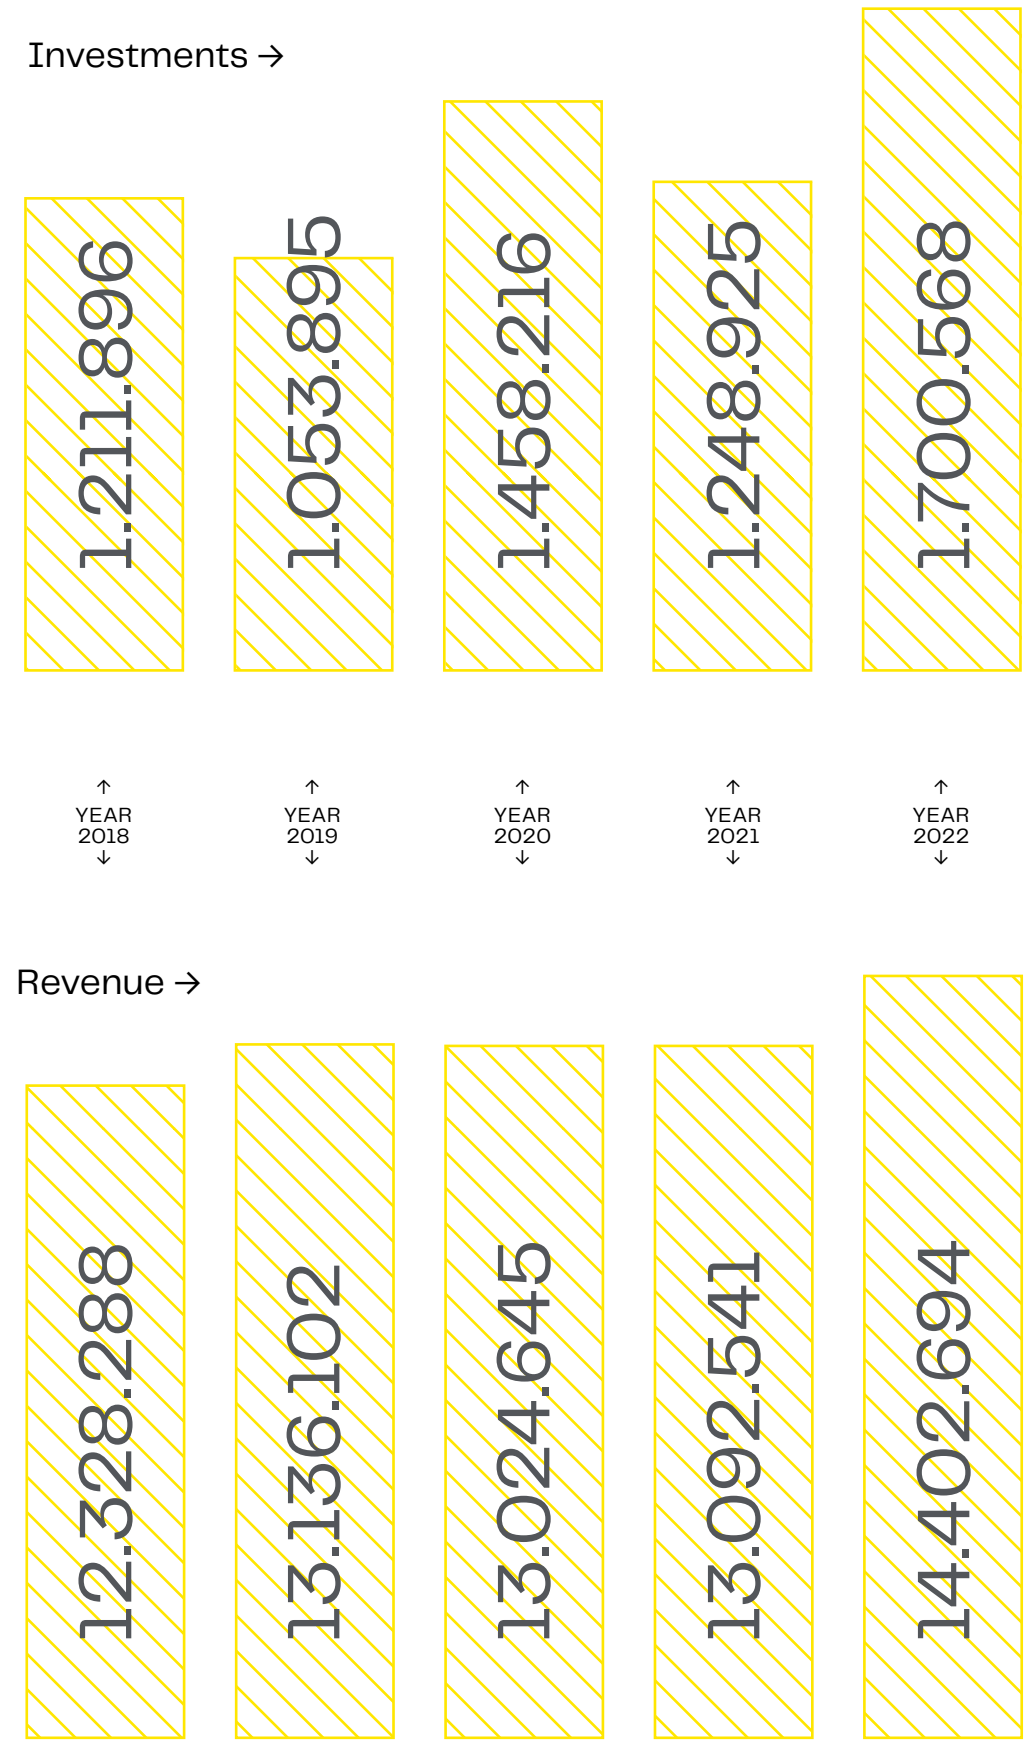 Investments →
1.211.896
1.053.895
1.458.216
1.248.925
1.700.568
↑ ↑ ↑ ↑ ↑
YEAR YEAR YEAR YEAR YEAR
2018 2019 2020 2021 2022
↓ ↓ ↓ ↓ ↓
Revenue →
12.328.288
13.136.102
13.024.645
13.092.541
14.402.694